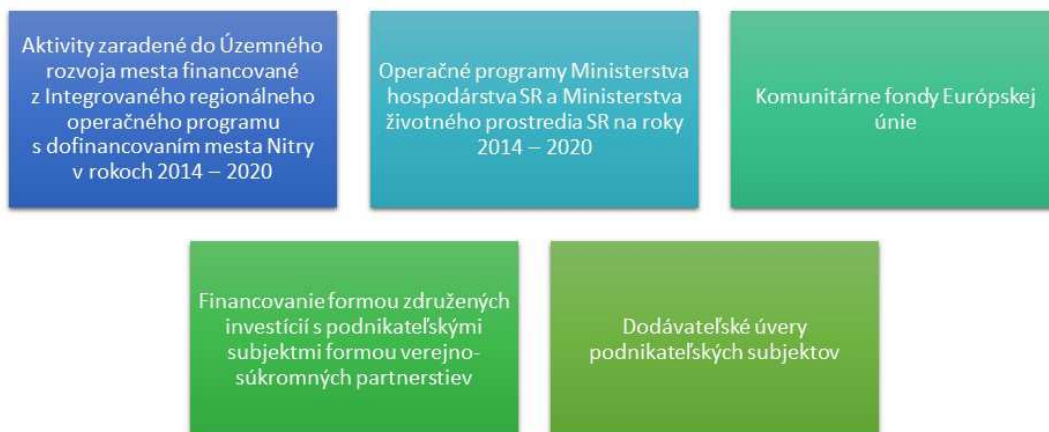 Aktivity zaradené do Územného
rozvoja mesta financované
z Integrovaného regionálneho
operačného programu
s dofinancovaním mesta Nitry
v rokoch 2014 – 2020
Operačné programy Ministerstva
hospodárstva SR a Ministerstva
životného prostredia SR na roky
2014 – 2020
Komunitárne fondy Európskej
únie
Financovanie formou združených
investícií s podnikateľskými
subjektmi formou verejno-
súkromných partnerstiev
Dodávateľské úvery
podnikateľských subjektov